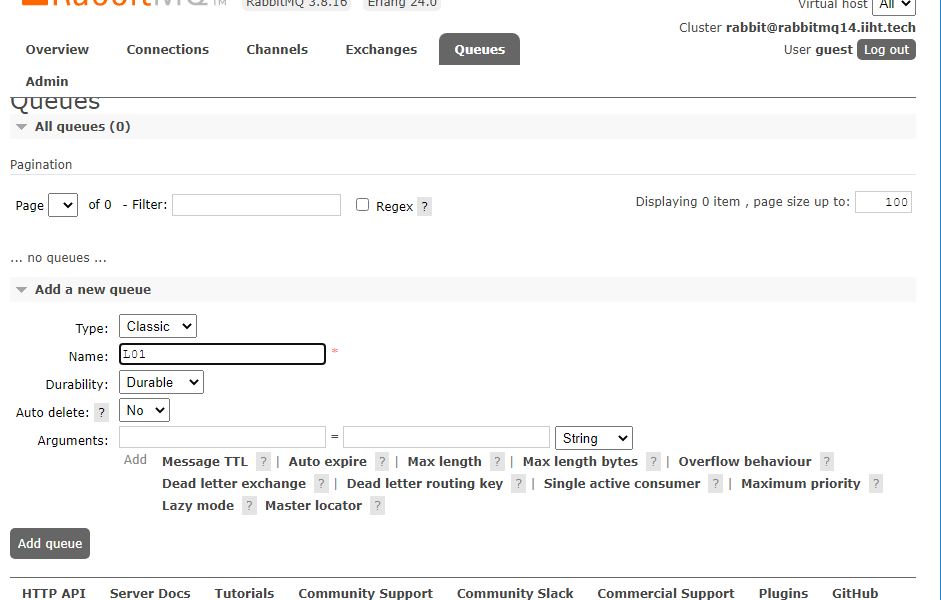 RabbitMQ TM RabbitMQ 3.8.16 Erlang 24.0
Virtual host All
Cluster rabbit@rabbitmq14.iiht.tech
User guest Log out
Overview Connections Channels Exchanges Queues
Admin
Queues
All queues (0)
Pagination
Page of 0 - Filter: Regex ? Displaying 0 item , page size up to: 100
... no queues ...
Add a new queue
Type: Classic
Name: L01 *
Durability: Durable
Auto delete: ? No
Arguments: = String
Add Message TTL ? | Auto expire ? | Max length ? | Max length bytes ? | Overflow behaviour ?
Dead letter exchange ? | Dead letter routing key ? | Single active consumer ? | Maximum priority ?
Lazy mode ? Master locator ?
Add queue
HTTP API Server Docs Tutorials Community Support Community Slack Commercial Support Plugins GitHub